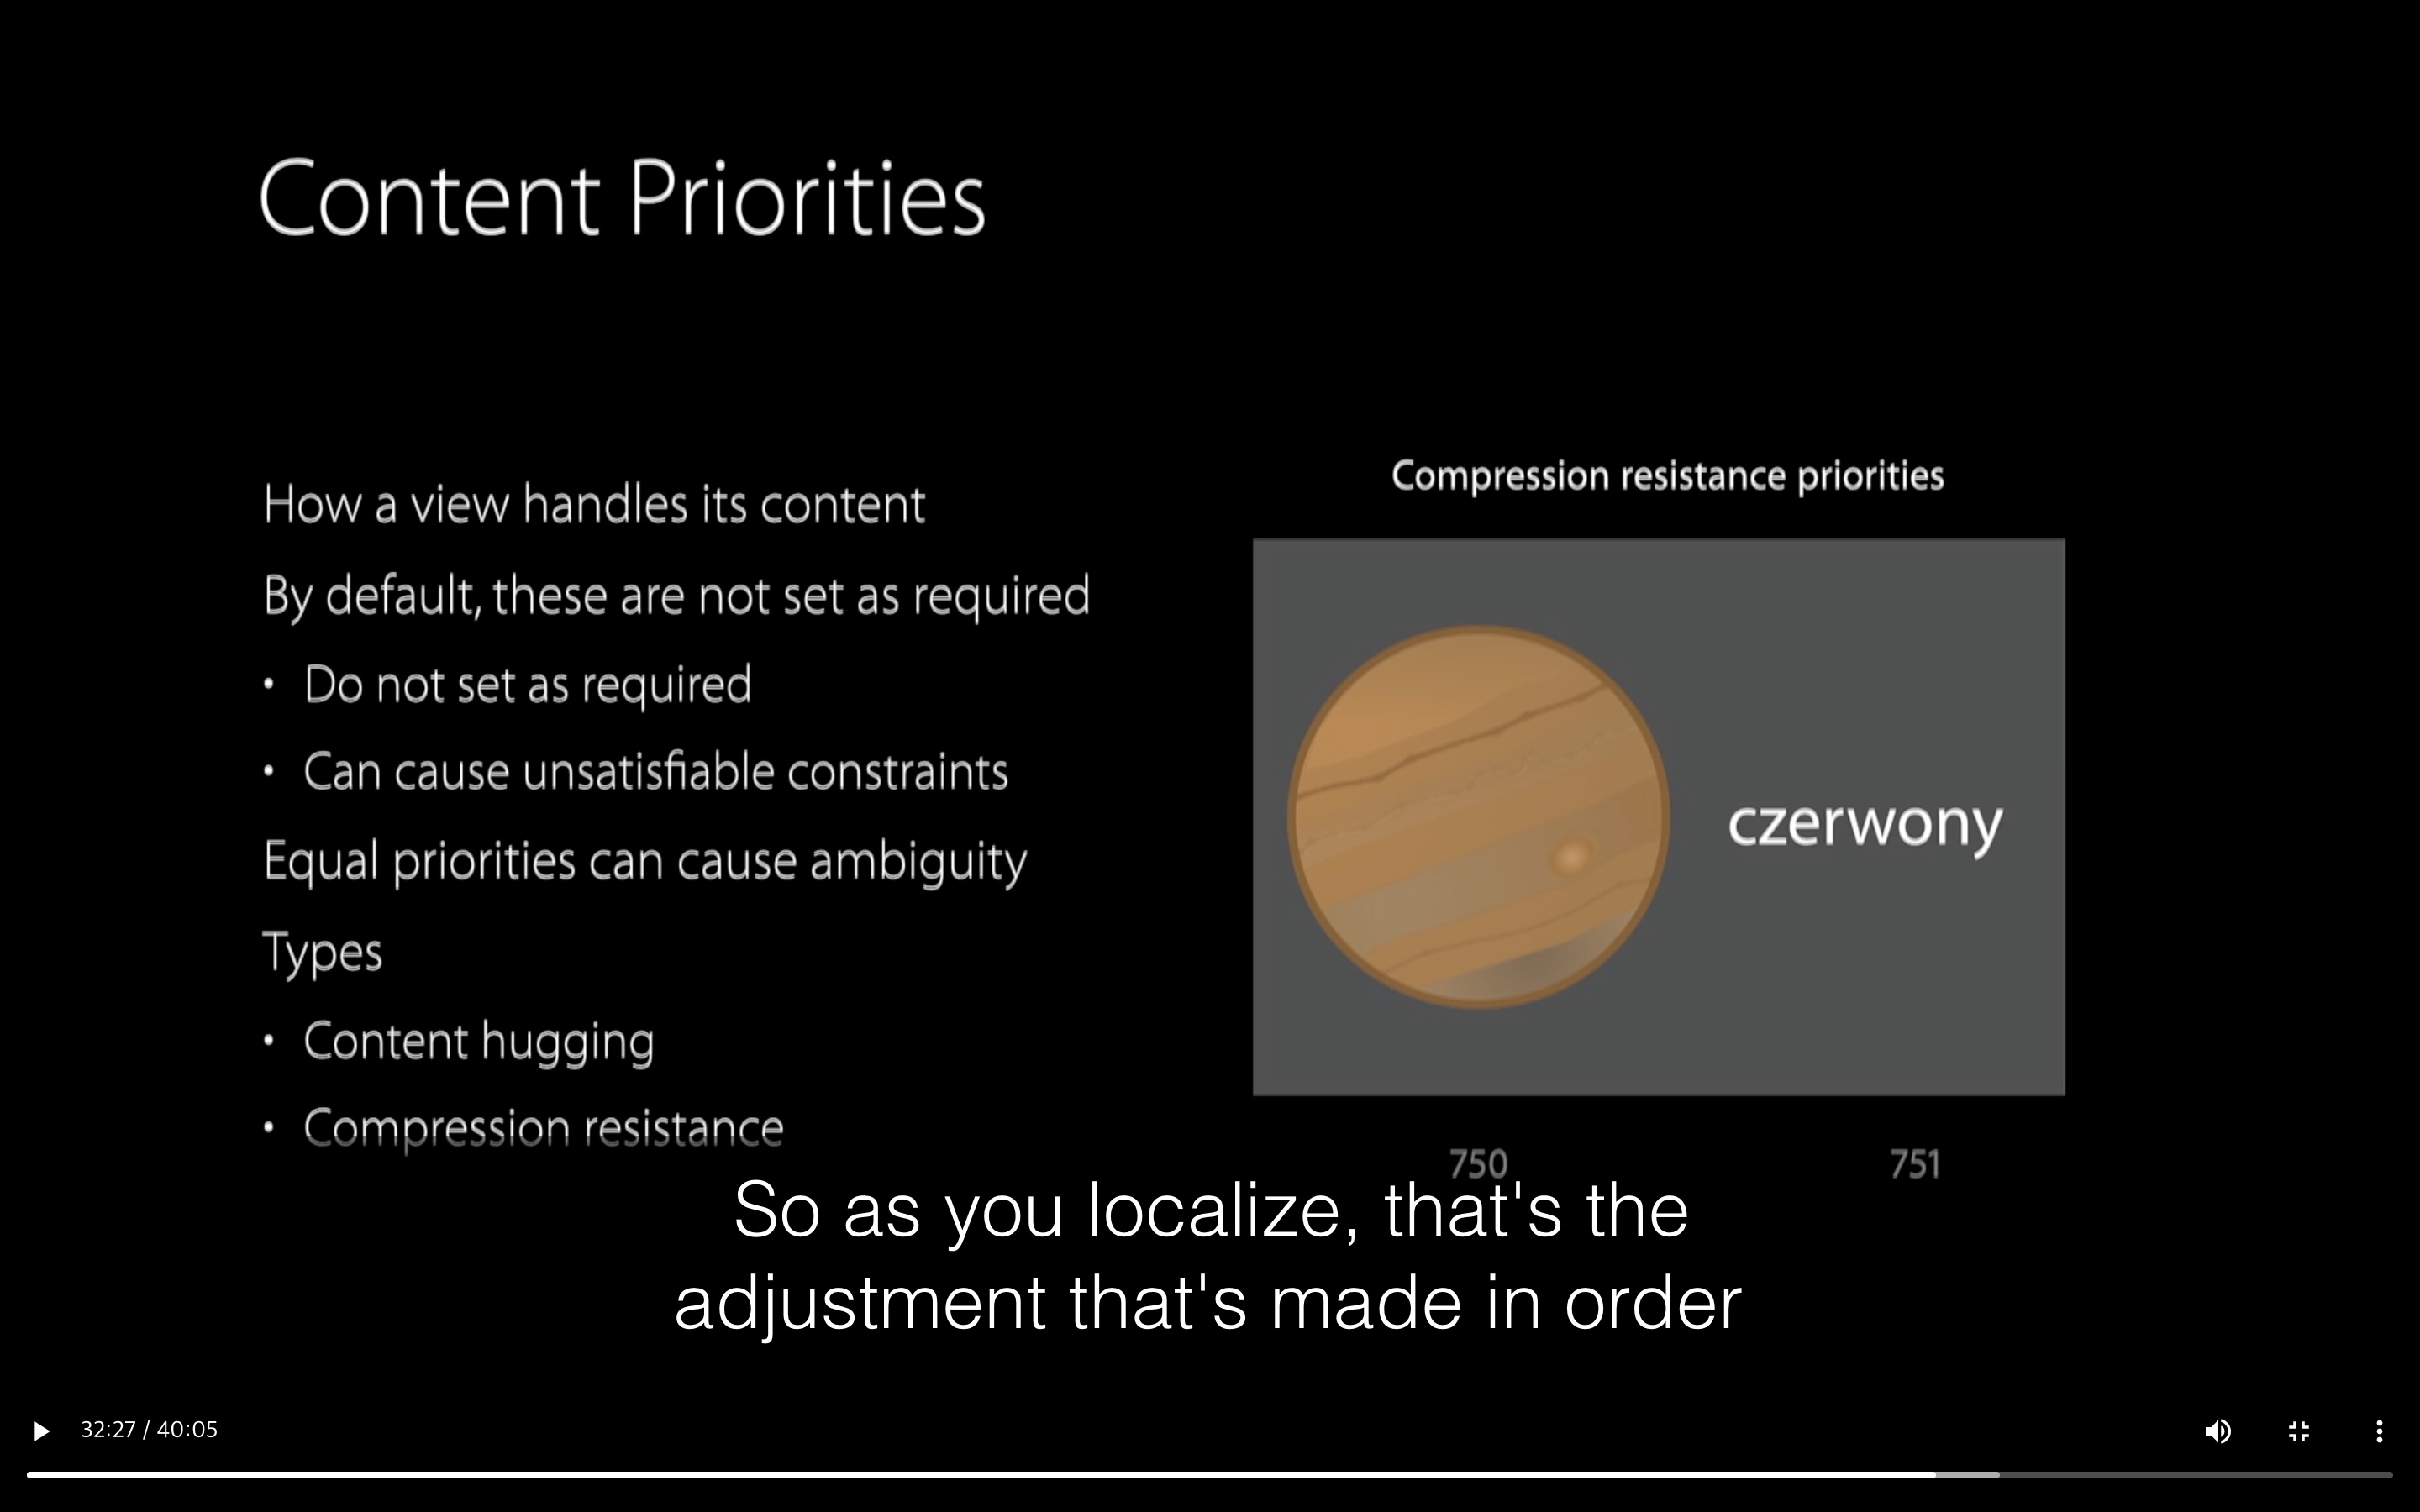 Content Priorities
How a view handles its content
By default, these are not set as required
• Do not set as required
• Can cause unsatisfiable constraints
Equal priorities can cause ambiguity
Types
• Content hugging
• Compression resistance
Compression resistance priorities
czerwony
750 751
So as you localize, that's the
adjustment that's made in order
32:27 / 40:05